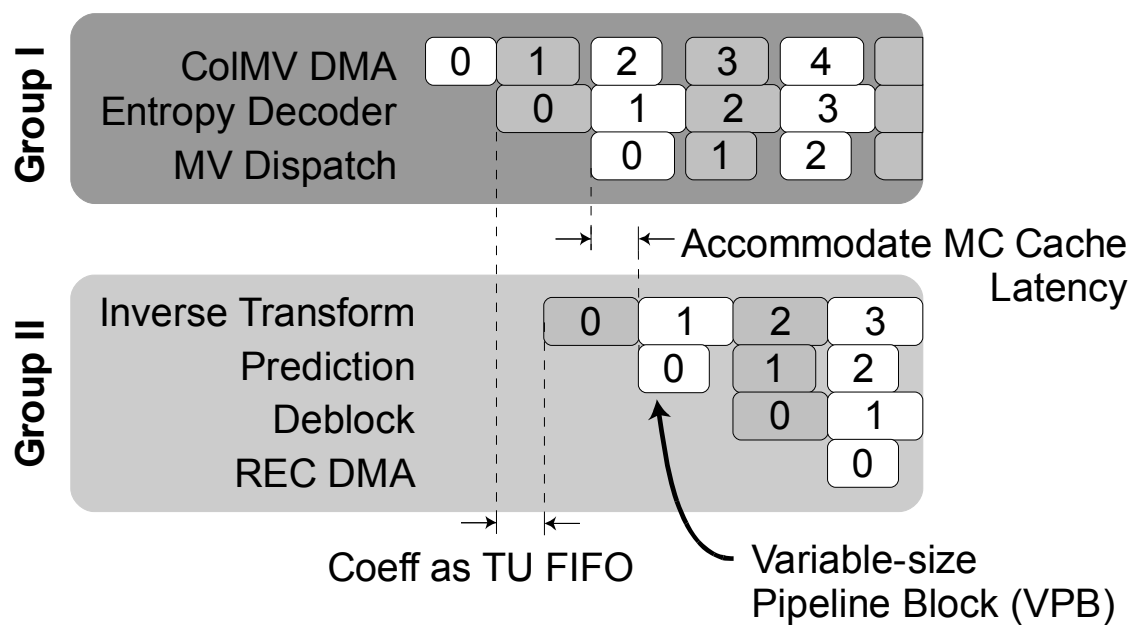 Group I
ColMV DMA 0 1 2 3 4
Entropy Decoder 0 1 2 3
MV Dispatch 0 1 2
Accommodate MC Cache
Latency
Group II
Inverse Transform 0 1 2 3
Prediction 0 1 2
Deblock 0 1
REC DMA 0
Coeff as TU FIFO
Variable-size
Pipeline Block (VPB)